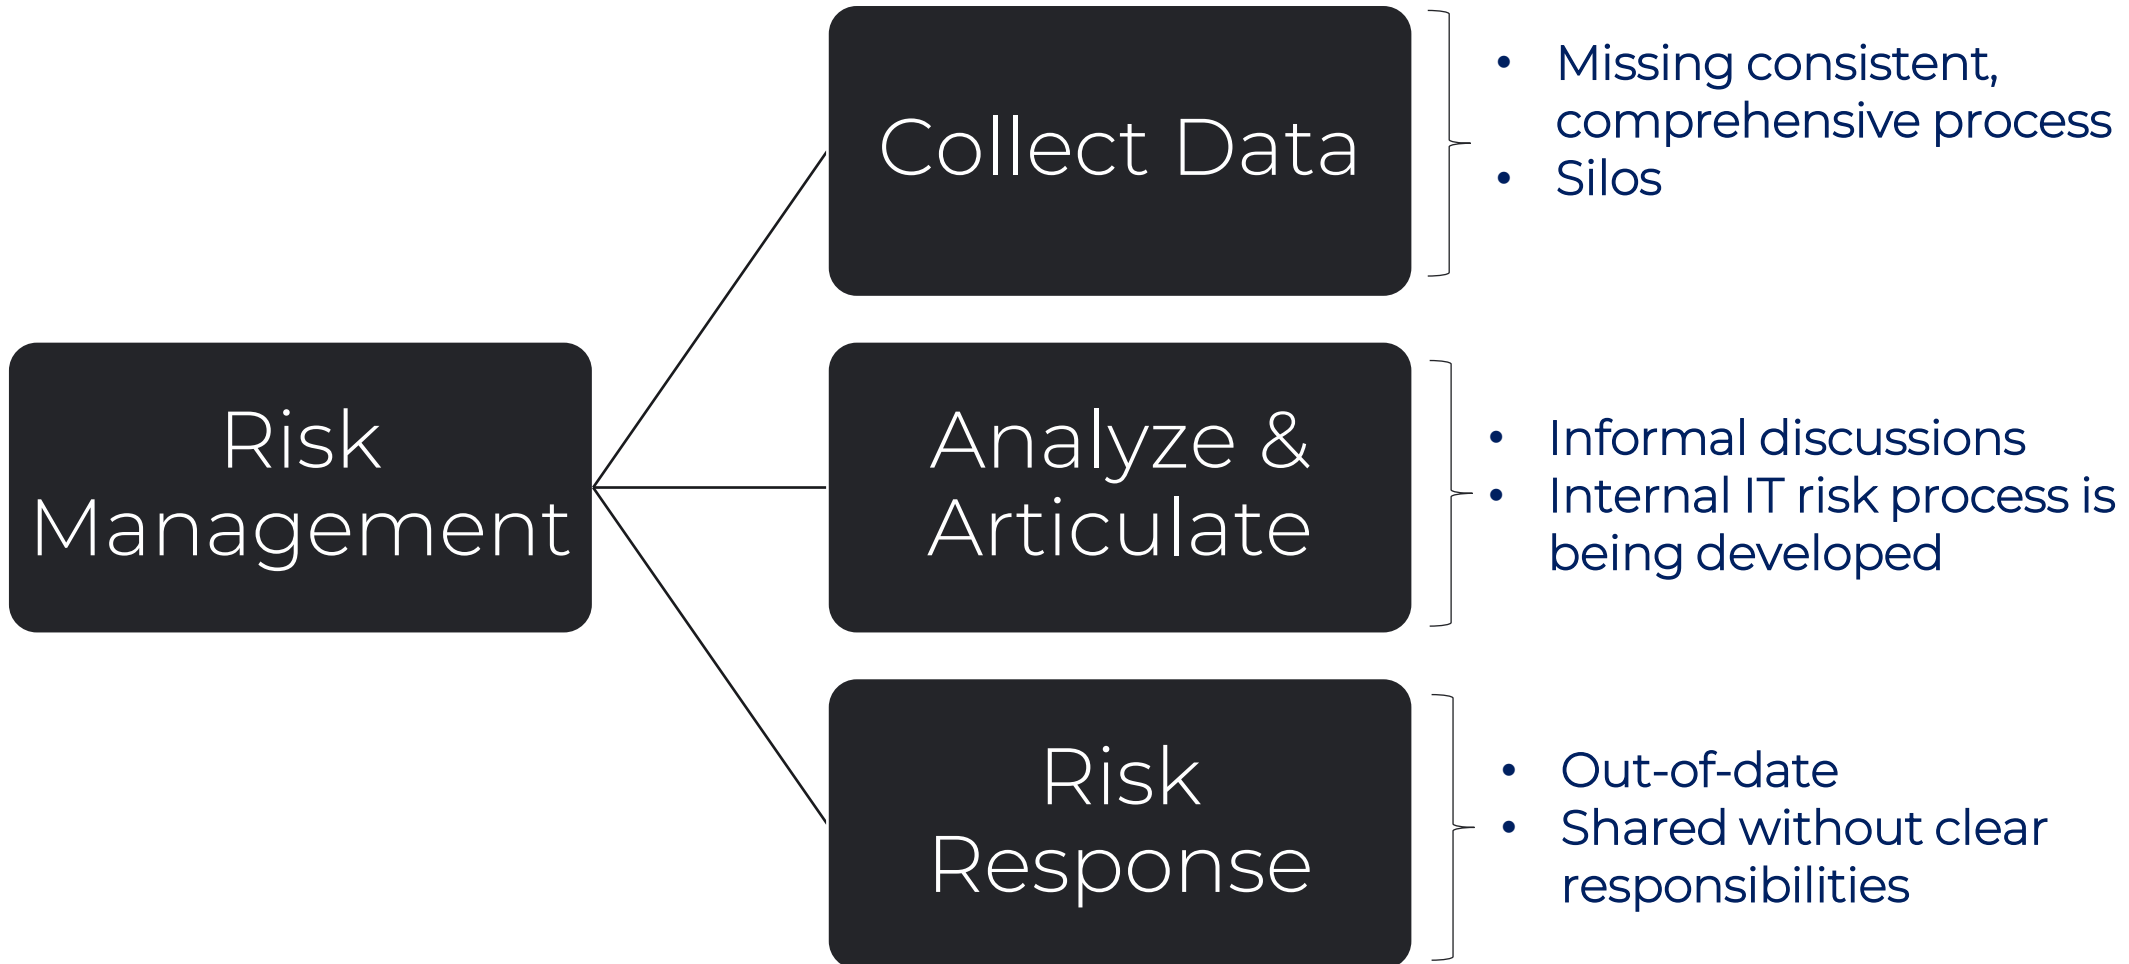 Risk
Management
Collect Data
• Missing consistent,
comprehensive process
• Silos
Analyze &
Articulate
• Informal discussions
• Internal IT risk process is
being developed
Risk
Response
• Out-of-date
• Shared without clear
responsibilities